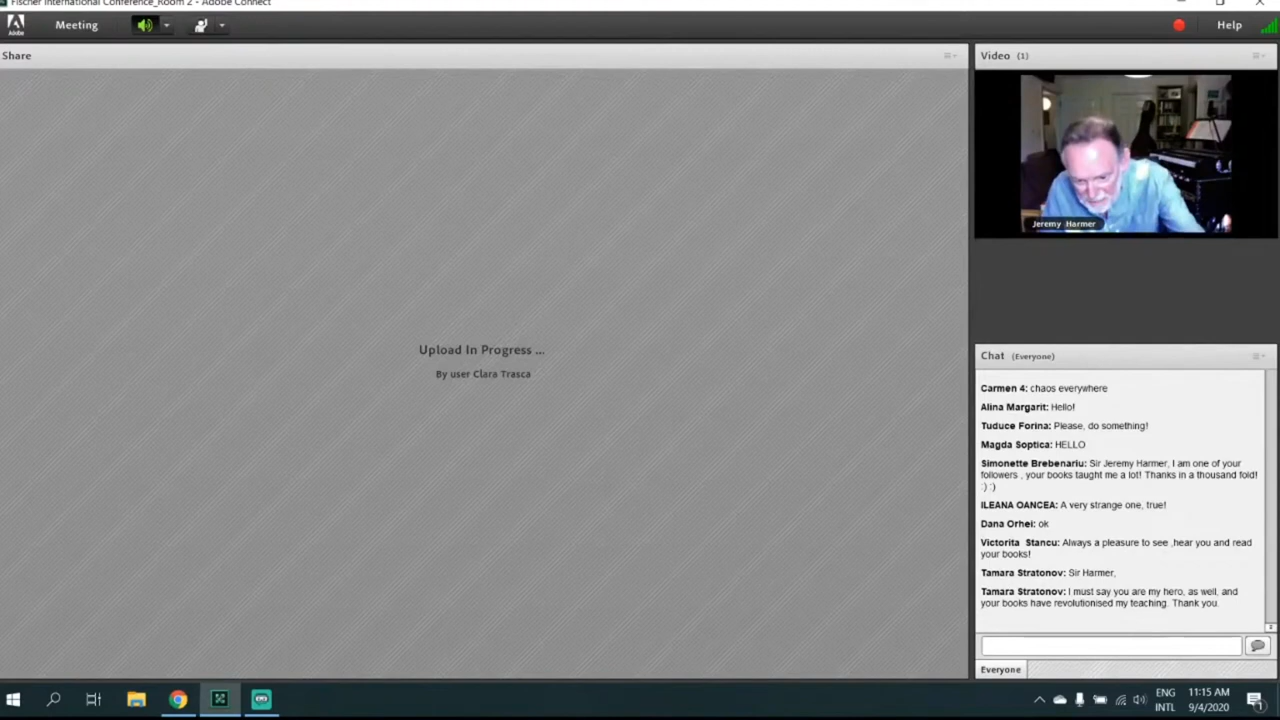 Fischer International Conference_Room 2 - Adobe Connect
Adobe
Meeting
Help
Share
Upload In Progress ...
By user Clara Trasca
Video (1)
Jeremy Harmer
Chat (Everyone)
Carmen 4: chaos everywhere
Alina Margarit: Hello!
Tuduce Forina: Please, do something!
Magda Soptica: HELLO
Simonette Brebenariu: Sir Jeremy Harmer, I am one of your
followers , your books taught me a lot! Thanks in a thousand fold!
:) :)
ILEANA OANCEA: A very strange one, true!
Dana Orhei: ok
Victorita Stancu: Always a pleasure to see ,hear you and read
your books!
Tamara Stratonov: Sir Harmer,
Tamara Stratonov: I must say you are my hero, as well, and
your books have revolutionised my teaching. Thank you.
Everyone
ENG
INTL
11:15 AM
9/4/2020
1